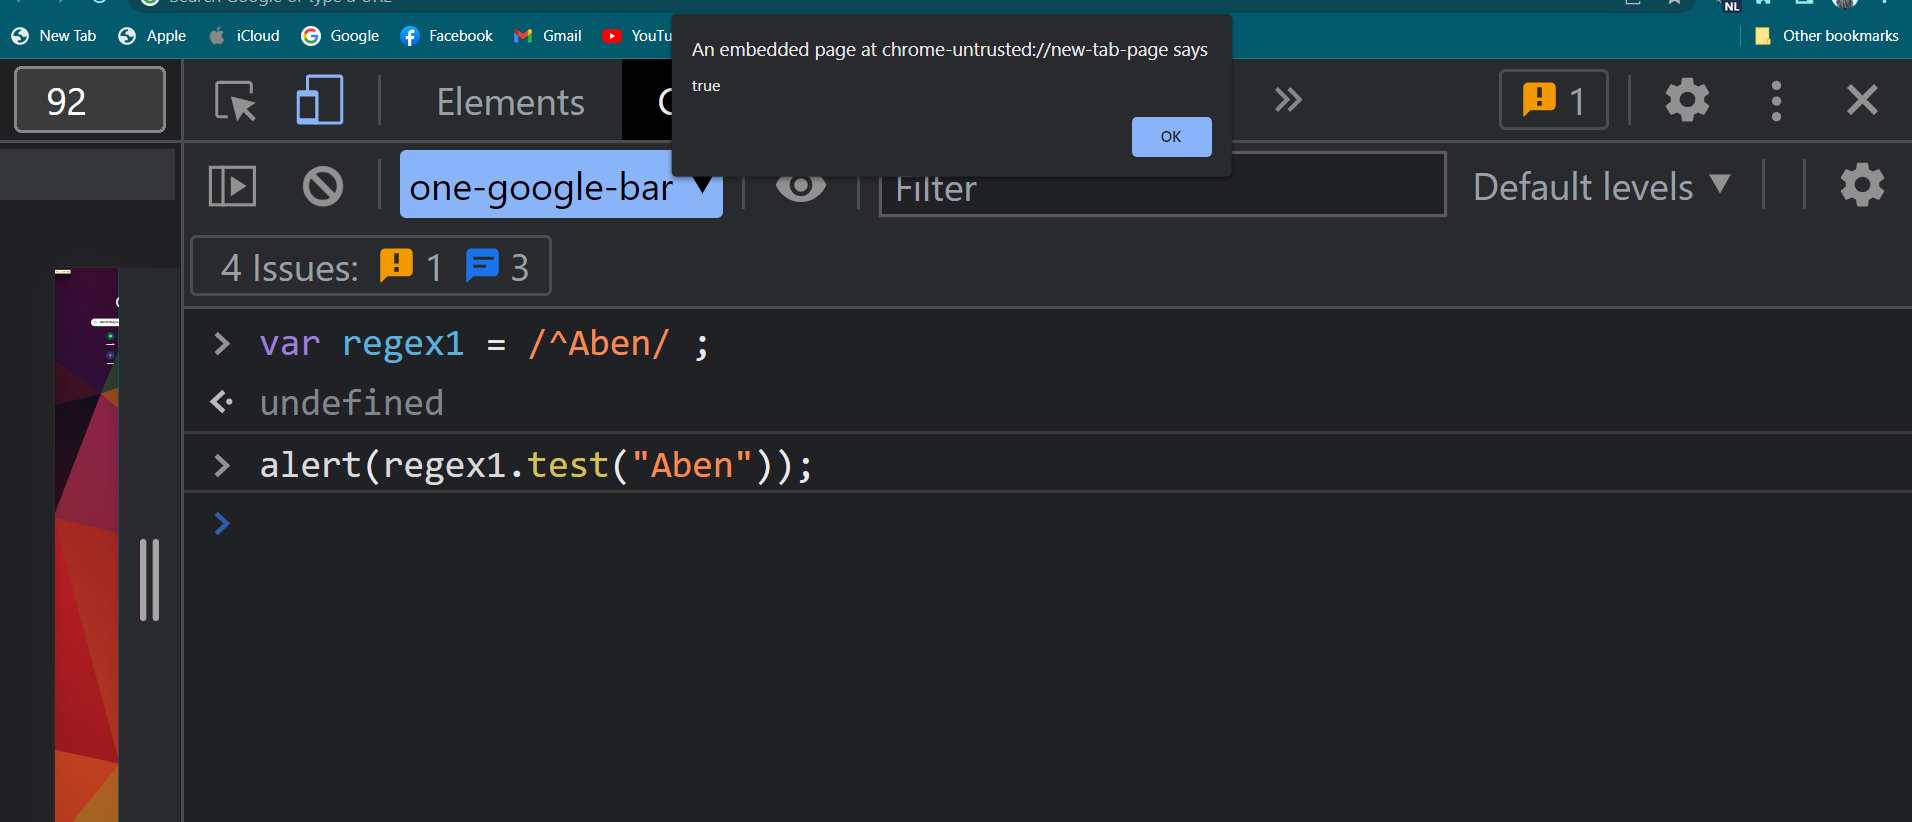 New Tab Apple iCloud Google Facebook Gmail YouTu Other bookmarks
NL
An embedded page at chrome-untrusted://new-tab-page says
true
OK
92 Elements 1
one-google-bar Filter Default levels
4 Issues: 1 3
var regex1 = /^Aben/ ;
undefined
alert(regex1.test("Aben"));